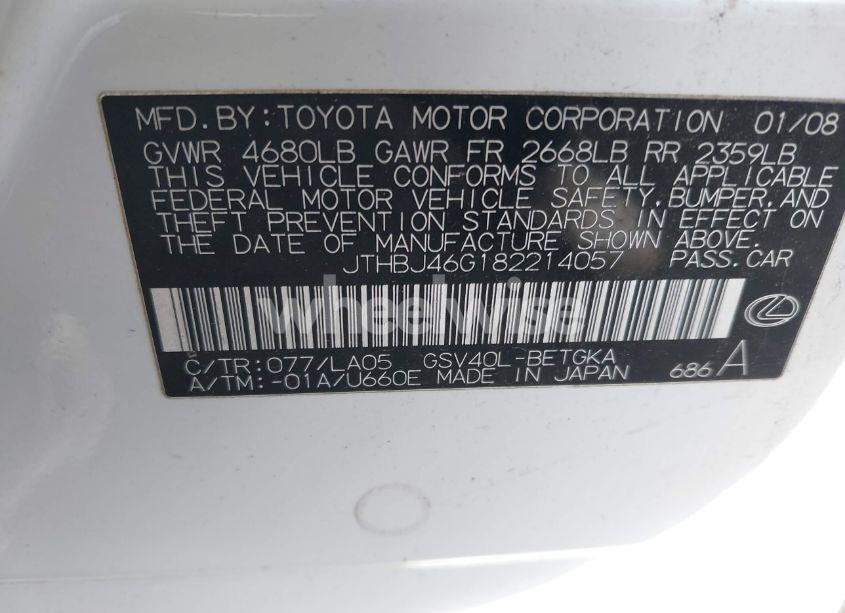 MFD.BY:TOYOTA MOTOR CORPORATION 01/08
GVWR 4680LB GAWR FR 2668LB RR 2359LB
THIS VEHICLE CONFORMS TO ALL APPLICABLE
FEDERAL MOTOR VEHICLE SAFETY.BUMPER.AND
THEFT PREVENTION STANDARDS IN EFFECT ON
THE DATE OF MANUFACTURE SHOWN ABOVE.
JTHBJ46G182214057 PASS.CAR
wheelwise
C/TR:077/LA05 GSV40L-BETGKA
A/TM:-01A/U660E MADE IN JAPAN 686 A